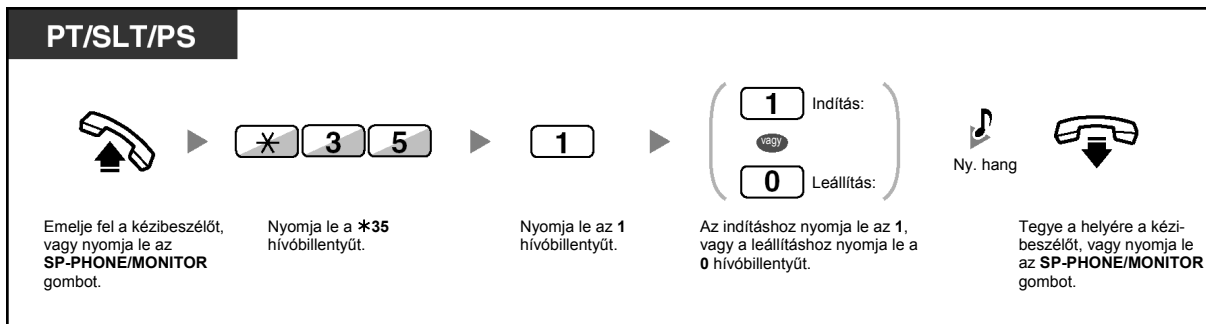 PT/SLT/PS
* 3 5
1
1 Indítás:
vagy
0 Leállítás:
Ny. hang
Emelje fel a kézibeszélőt,
vagy nyomja le az
SP-PHONE/MONITOR
gombot.
Nyomja le a *35
hívóbillentyűt.
Nyomja le az 1
hívóbillentyűt.
Az indításhoz nyomja le az 1,
vagy a leállításhoz nyomja le a
0 hívóbillentyűt.
Tegye a helyére a kézi-
beszélőt, vagy nyomja le
az SP-PHONE/MONITOR
gombot.